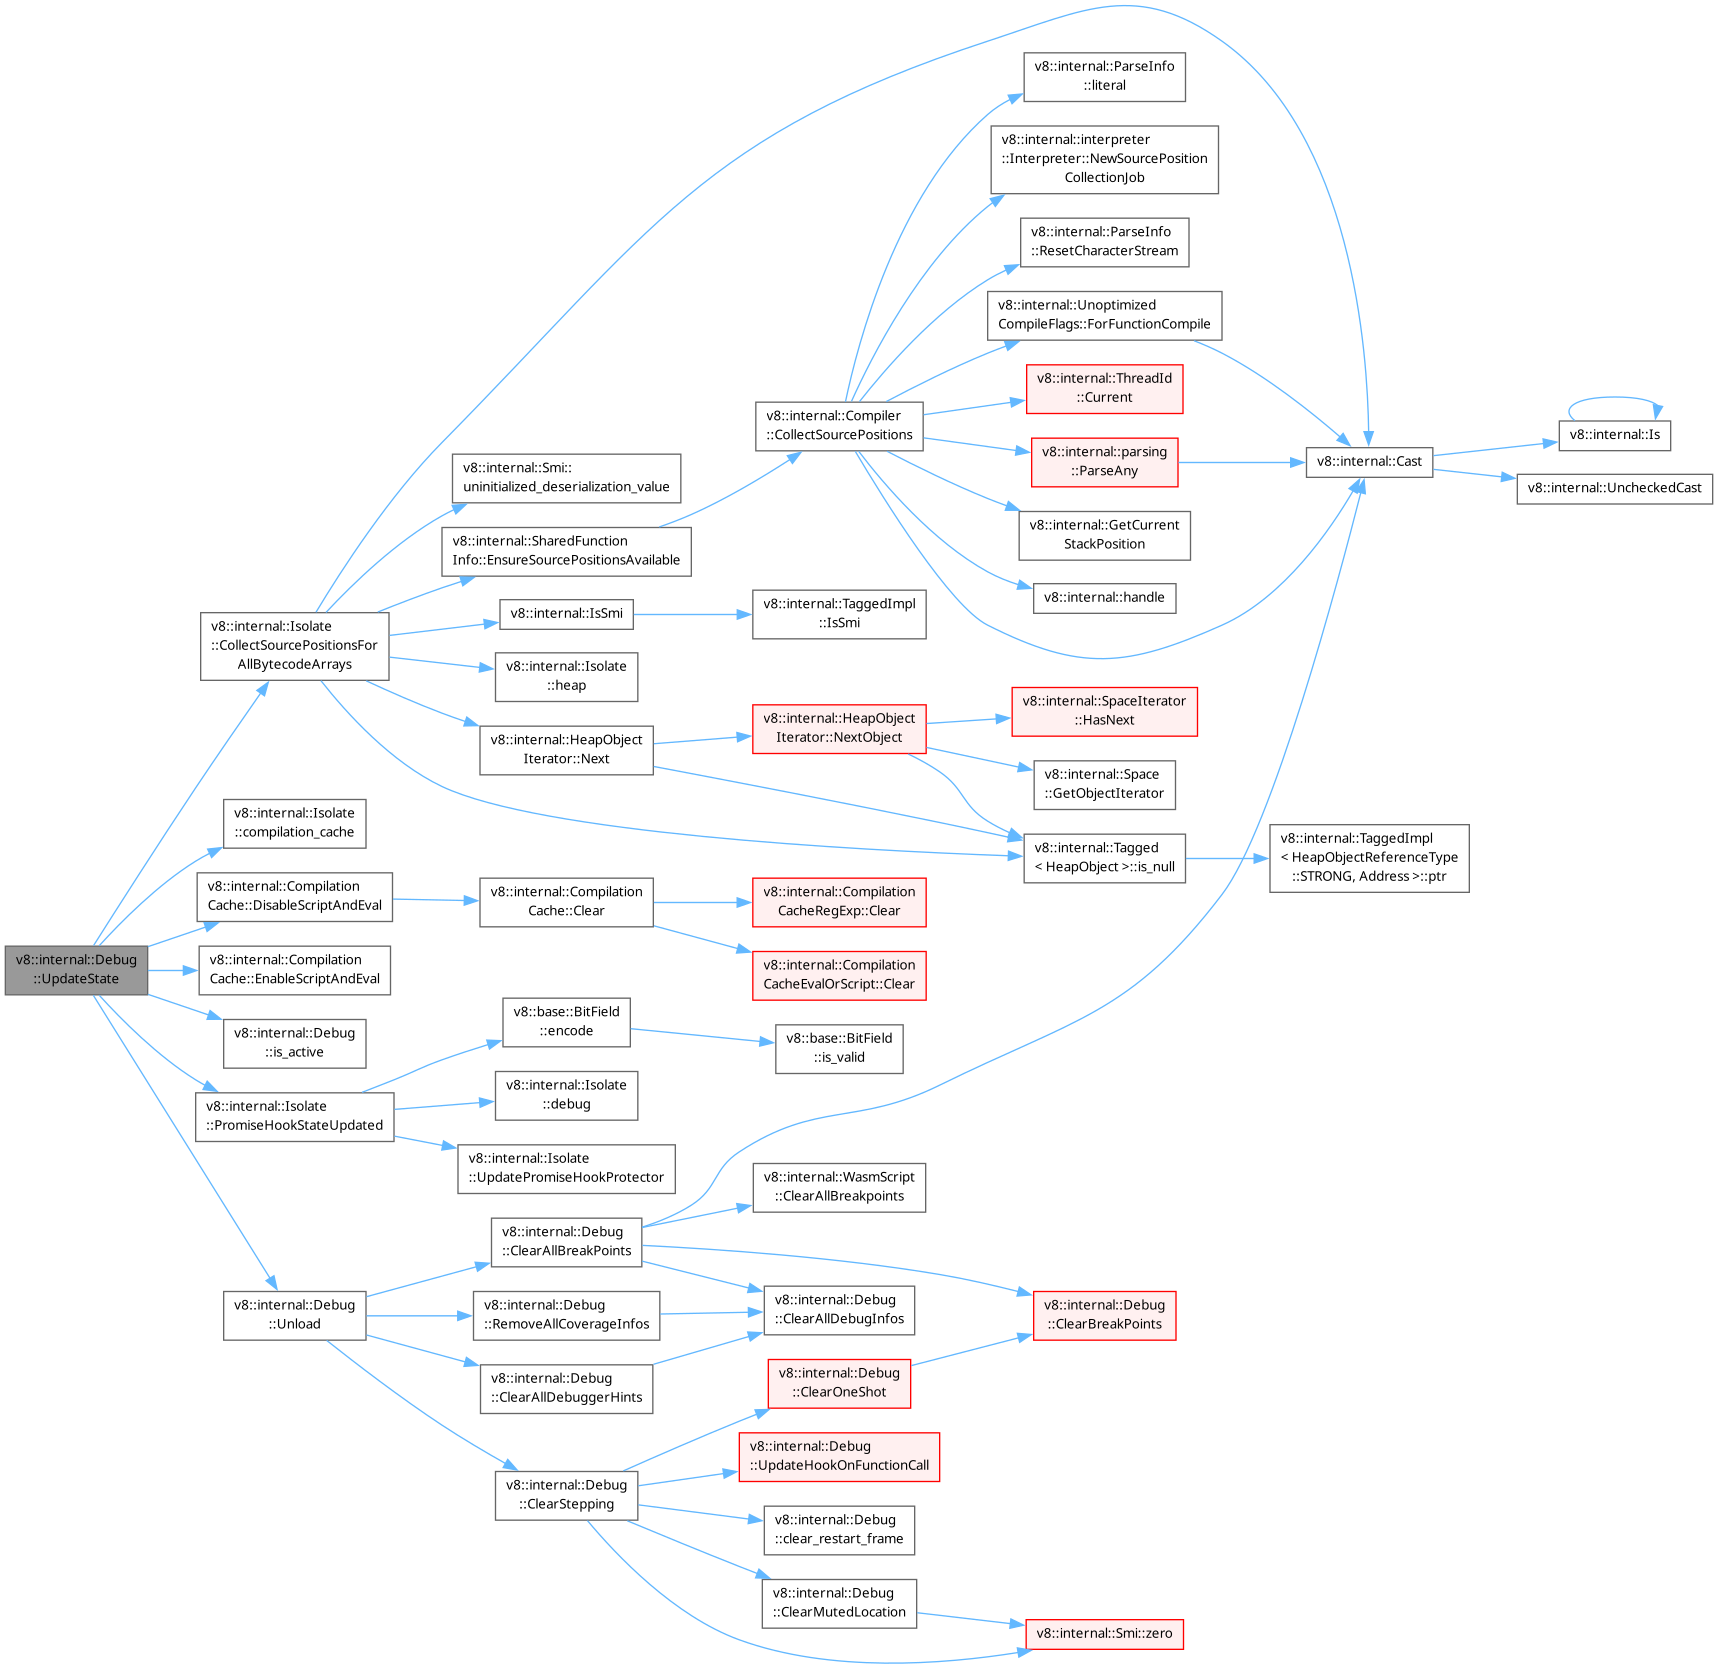 v8::internal::Debug
::UpdateState
v8::internal::Isolate
::CollectSourcePositionsFor
AllBytecodeArrays
v8::internal::Isolate
::compilation_cache
v8::internal::Compilation
Cache::DisableScriptAndEval
v8::internal::Compilation
Cache::EnableScriptAndEval
v8::internal::Debug
::is_active
v8::internal::Isolate
::PromiseHookStateUpdated
v8::internal::Debug
::Unload
v8::internal::Smi::
uninitialized_deserialization_value
v8::internal::SharedFunction
Info::EnsureSourcePositionsAvailable
v8::internal::IsSmi
v8::internal::Isolate
::heap
v8::internal::HeapObject
Iterator::Next
v8::internal::Compilation
Cache::Clear
v8::base::BitField
::encode
v8::internal::Isolate
::debug
v8::internal::Isolate
::UpdatePromiseHookProtector
v8::internal::Debug
::ClearAllBreakPoints
v8::internal::Debug
::RemoveAllCoverageInfos
v8::internal::Debug
::ClearAllDebuggerHints
v8::internal::Debug
::ClearStepping
v8::internal::Compiler
::CollectSourcePositions
v8::internal::TaggedImpl
::IsSmi
v8::internal::HeapObject
Iterator::NextObject
v8::internal::Compilation
CacheRegExp::Clear
v8::internal::Compilation
CacheEvalOrScript::Clear
v8::base::BitField
::is_valid
v8::internal::WasmScript
::ClearAllBreakpoints
v8::internal::Debug
::ClearAllDebugInfos
v8::internal::Debug
::ClearOneShot
v8::internal::Debug
::UpdateHookOnFunctionCall
v8::internal::Debug
::clear_restart_frame
v8::internal::Debug
::ClearMutedLocation
v8::internal::ParseInfo
::literal
v8::internal::interpreter
::Interpreter::NewSourcePosition
CollectionJob
v8::internal::ParseInfo
::ResetCharacterStream
v8::internal::Unoptimized
CompileFlags::ForFunctionCompile
v8::internal::ThreadId
::Current
v8::internal::parsing
::ParseAny
v8::internal::GetCurrent
StackPosition
v8::internal::handle
v8::internal::SpaceIterator
::HasNext
v8::internal::Space
::GetObjectIterator
v8::internal::Tagged
< HeapObject >::is_null
v8::internal::Debug
::ClearBreakPoints
v8::internal::Smi::zero
v8::internal::Cast
v8::internal::TaggedImpl
< HeapObjectReferenceType
::STRONG, Address >::ptr
v8::internal::Is
v8::internal::UncheckedCast